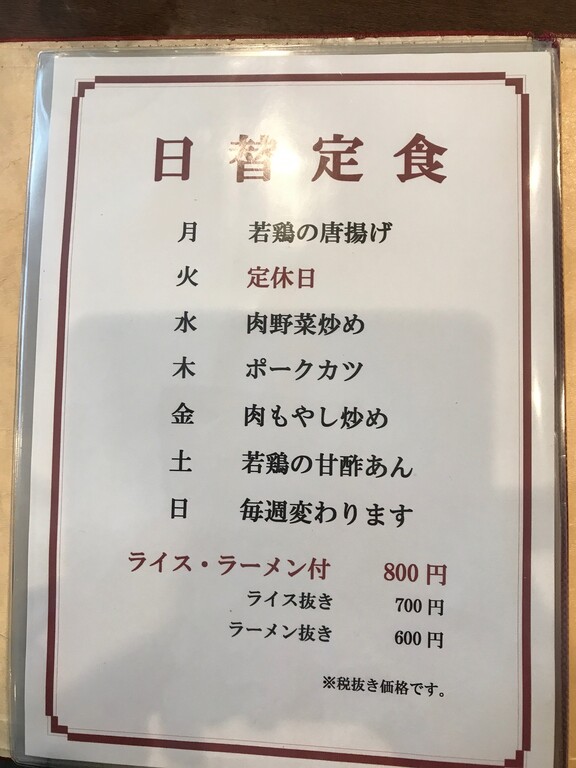 日替定食
月 若鶏の唐揚げ
火 定休日
水 肉野菜炒め
木 ポークカツ
金 肉もやし炒め
土 若鶏の甘酢あん
日 毎週変わります
ライス・ラーメン付 800円
ライス抜き 700円
ラーメン抜き 600円
※税抜き価格です。